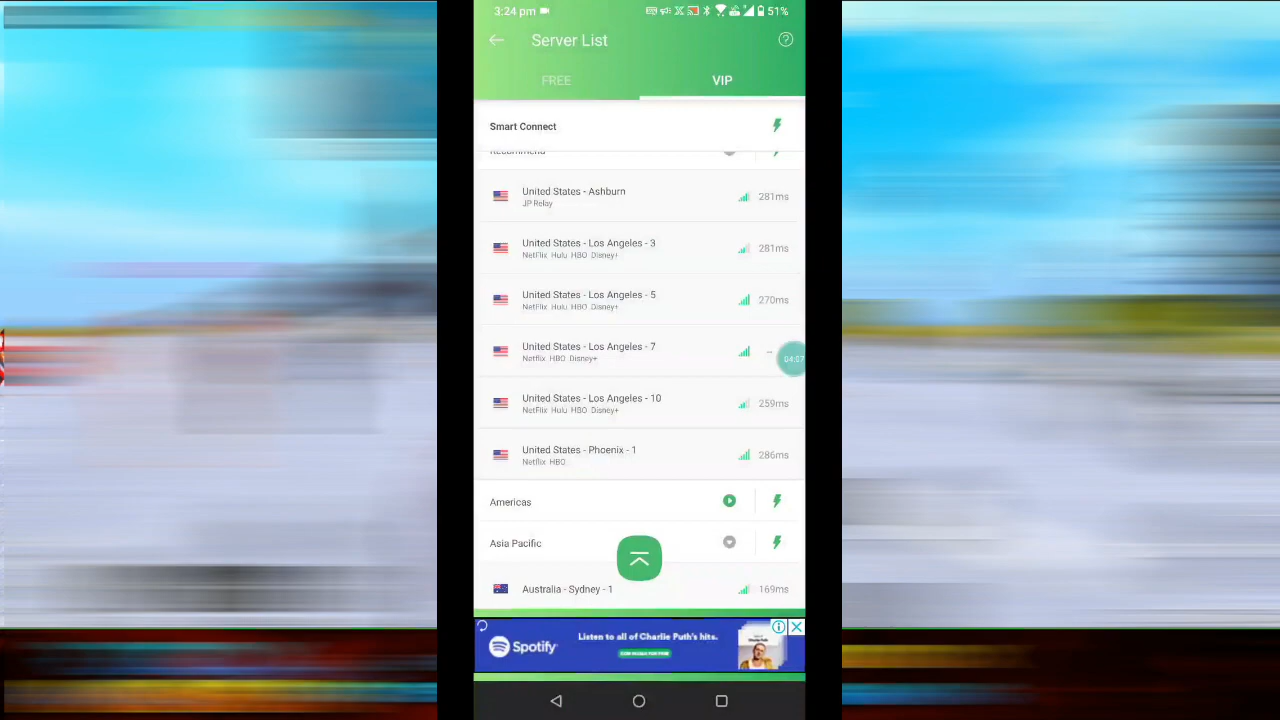 3:24 pm
51%
Server List
FREE
VIP
Smart Connect
Recommend
United States - Ashburn
JP Relay
281ms
United States - Los Angeles - 3
NetFlix Hulu HBO Disney+
281ms
United States - Los Angeles - 5
NetFlix Hulu HBO Disney+
270ms
United States - Los Angeles - 7
Netflix HBO Disney+
04:07
United States - Los Angeles - 10
NetFlix Hulu HBO Disney+
259ms
United States - Phoenix - 1
Netflix HBO
286ms
Americas
Asia Pacific
Australia - Sydney - 1
169ms
Spotify
Listen to all of Charlie Puth's hits.